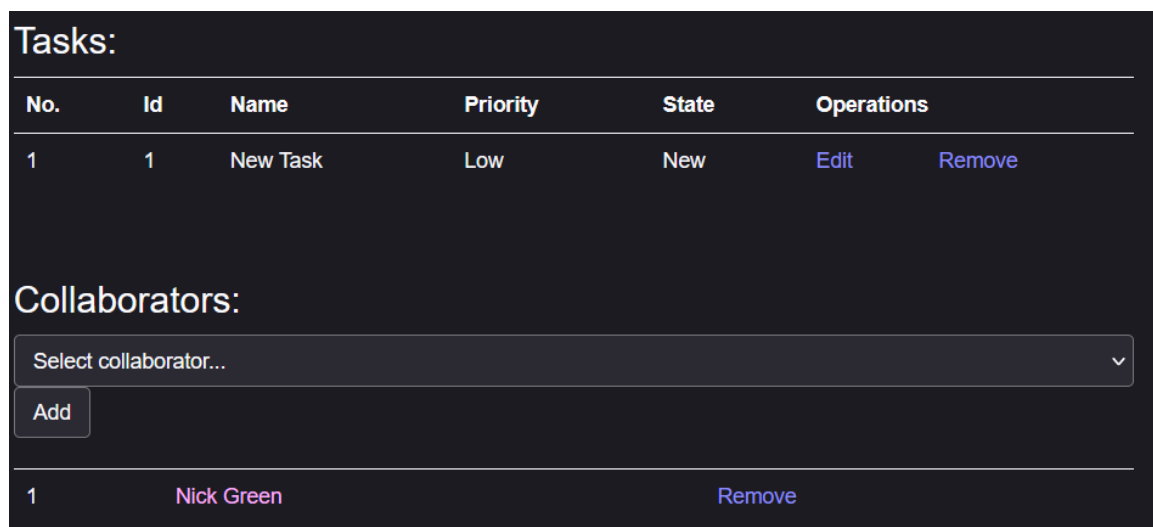 Tasks:
No. Id Name Priority State Operations
1 1 New Task Low New Edit Remove
Collaborators:
Select collaborator...
Add
1 Nick Green Remove